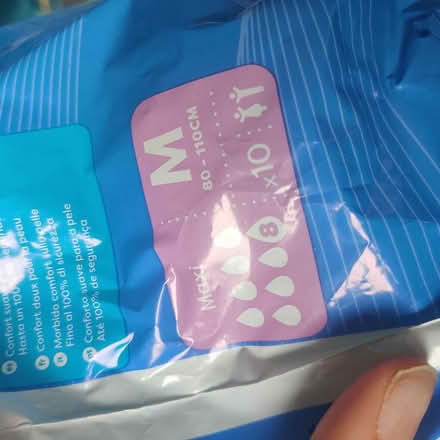 M
80 - 110CM
x10
Maxi
8
Confort
Hasta un 100%
Confort doux pour la peau
Morbido comfort sulla pelle
Fino al 100% di sicurezza
Conforto suave para a pele
Até 100% de segurança